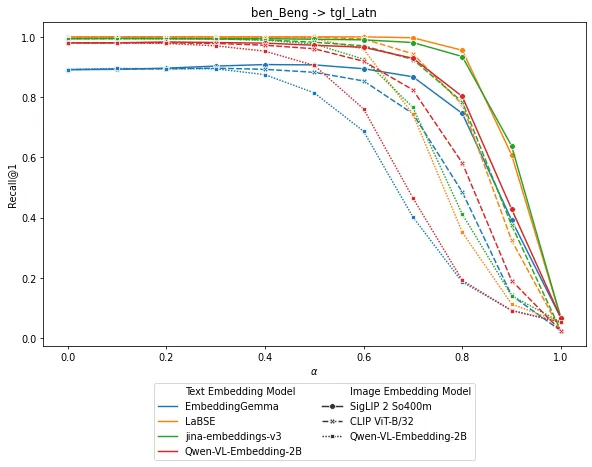 ben_Beng -> tgl_Latn
Recall@1
1.0
0.8
0.6
0.4
0.2
0.0
0.0 0.2 0.4 0.6 0.8 1.0
α
Text Embedding Model
EmbeddingGemma
LaBSE
jina-embeddings-v3
Qwen-VL-Embedding-2B
Image Embedding Model
SigLIP 2 So400m
CLIP ViT-B/32
Qwen-VL-Embedding-2B